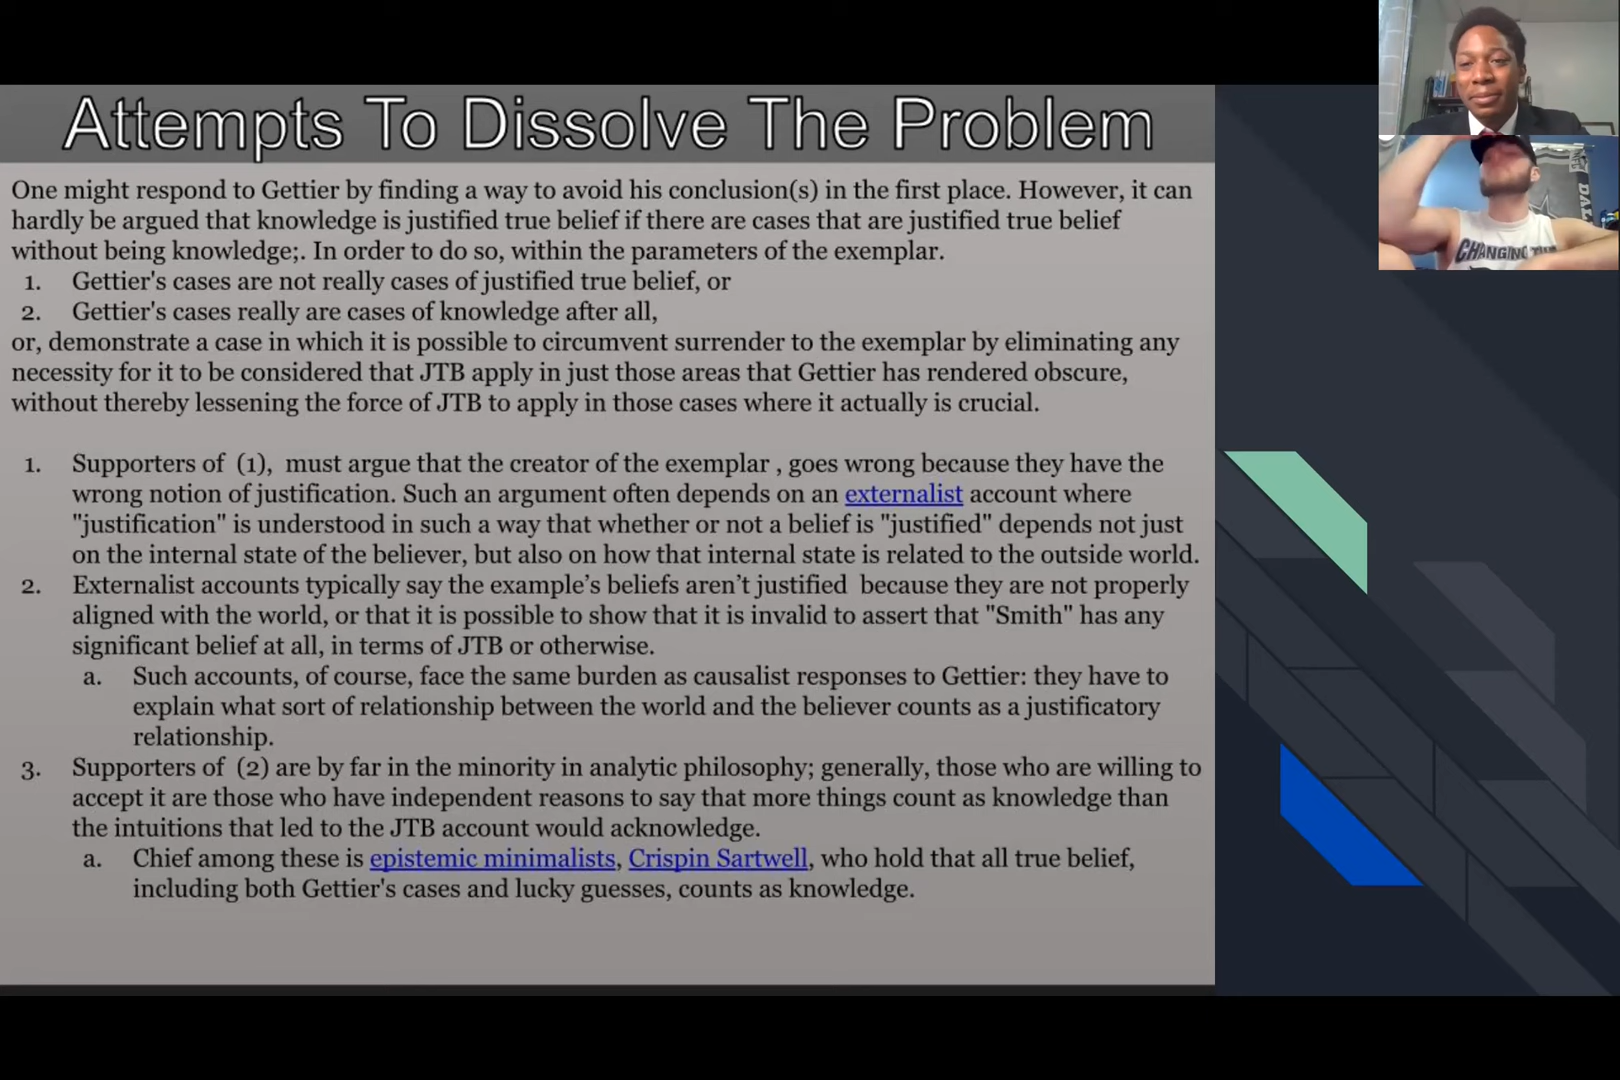 Attempts To Dissolve The Problem
One might respond to Gettier by finding a way to avoid his conclusion(s) in the first place. However, it can
hardly be argued that knowledge is justified true belief if there are cases that are justified true belief
without being knowledge;. In order to do so, within the parameters of the exemplar.
1. Gettier's cases are not really cases of justified true belief, or
2. Gettier's cases really are cases of knowledge after all,
or, demonstrate a case in which it is possible to circumvent surrender to the exemplar by eliminating any
necessity for it to be considered that JTB apply in just those areas that Gettier has rendered obscure,
without thereby lessening the force of JTB to apply in those cases where it actually is crucial.
1. Supporters of (1), must argue that the creator of the exemplar , goes wrong because they have the
wrong notion of justification. Such an argument often depends on an externalist account where
"justification" is understood in such a way that whether or not a belief is "justified" depends not just
on the internal state of the believer, but also on how that internal state is related to the outside world.
2. Externalist accounts typically say the example’s beliefs aren’t justified because they are not properly
aligned with the world, or that it is possible to show that it is invalid to assert that "Smith" has any
significant belief at all, in terms of JTB or otherwise.
a. Such accounts, of course, face the same burden as causalist responses to Gettier: they have to
explain what sort of relationship between the world and the believer counts as a justificatory
relationship.
3. Supporters of (2) are by far in the minority in analytic philosophy; generally, those who are willing to
accept it are those who have independent reasons to say that more things count as knowledge than
the intuitions that led to the JTB account would acknowledge.
a. Chief among these is epistemic minimalists, Crispin Sartwell, who hold that all true belief,
including both Gettier's cases and lucky guesses, counts as knowledge.
CHANGING